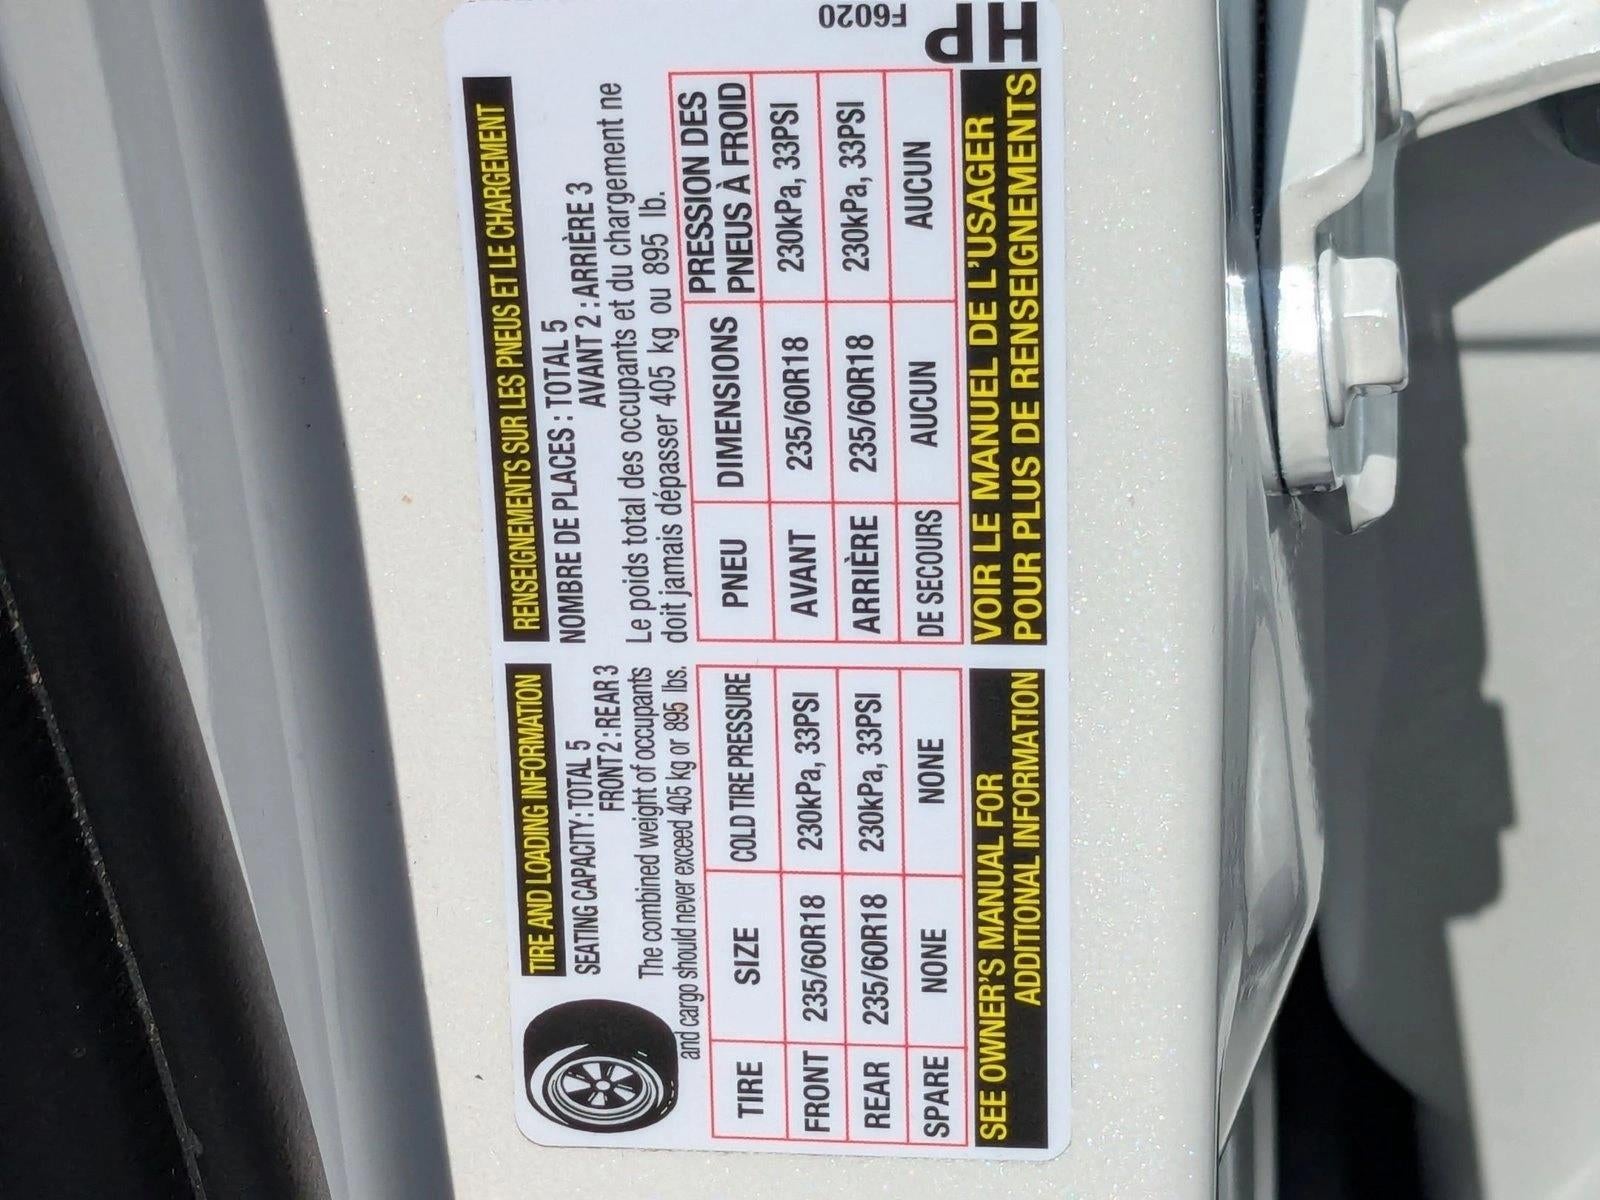 TIRE AND LOADING INFORMATION
SEATING CAPACITY : TOTAL 5
FRONT 2 : REAR 3
The combined weight of occupants
and cargo should never exceed 405 kg or 895 lbs.
TIRE SIZE COLD TIRE PRESSURE
FRONT 235/60R18 230kPa, 33PSI
REAR 235/60R18 230kPa, 33PSI
SPARE NONE NONE
SEE OWNER'S MANUAL FOR
ADDITIONAL INFORMATION
RENSEIGNEMENTS SUR LES PNEUS ET LE CHARGEMENT
NOMBRE DE PLACES : TOTAL 5
AVANT 2 : ARRIÈRE 3
Le poids total des occupants et du chargement ne
doit jamais dépasser 405 kg ou 895 lb.
PNEU DIMENSIONS PRESSION DES
PNEUS À FROID
AVANT 235/60R18 230kPa, 33PSI
ARRIÈRE 235/60R18 230kPa, 33PSI
DE SECOURS AUCUN AUCUN
VOIR LE MANUEL DE L'USAGER
POUR PLUS DE RENSEIGNEMENTS
F6020
HP